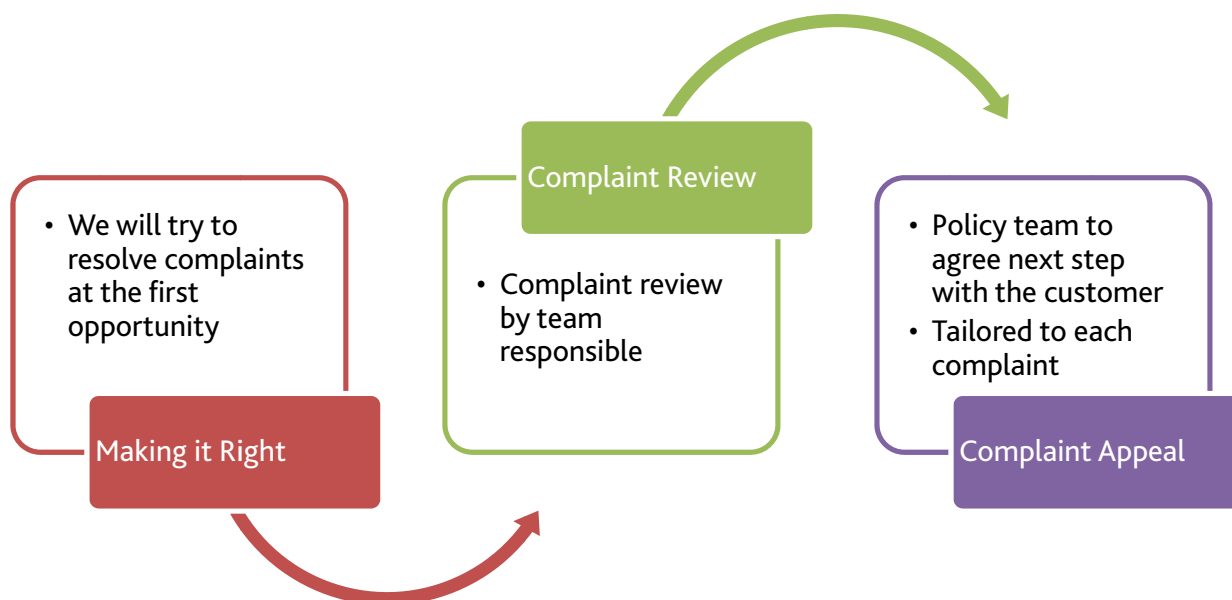 • We will try to
resolve complaints
at the first
opportunity
Making it Right
Complaint Review
• Complaint review
by team
responsible
• Policy team to
agree next step
with the customer
• Tailored to each
complaint
Complaint Appeal